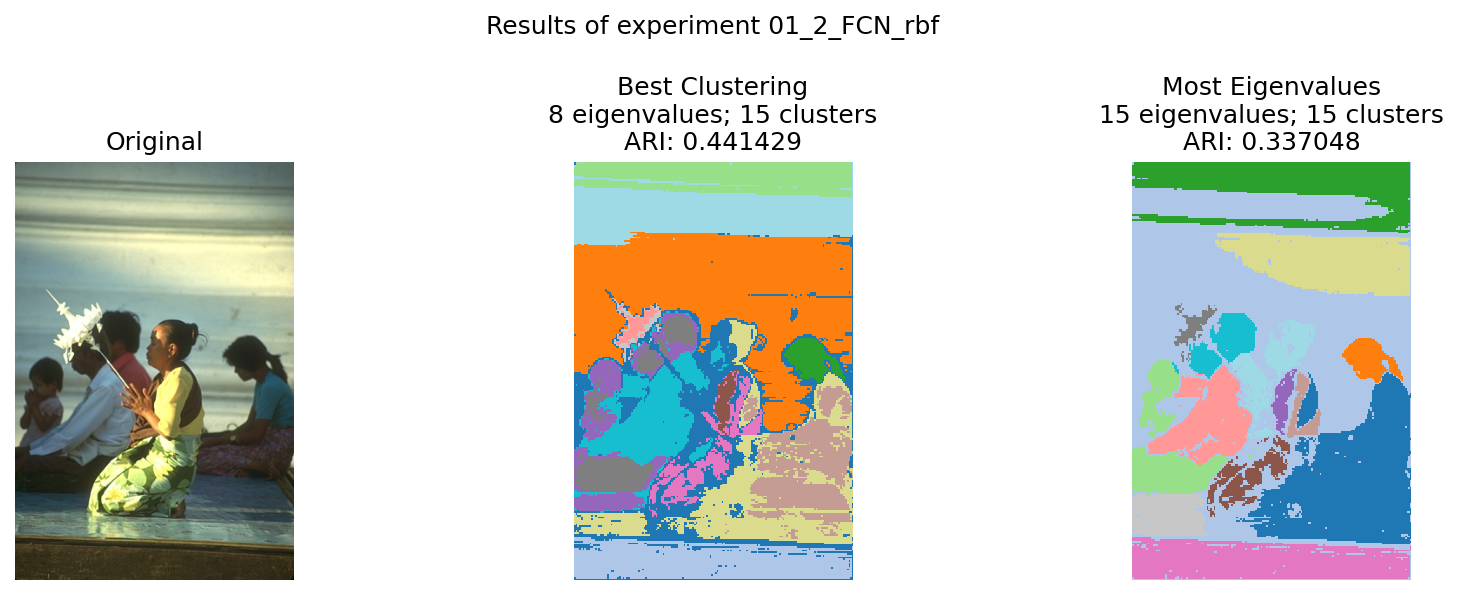 Results of experiment 01_2_FCN_rbf
Original
Best Clustering
8 eigenvalues; 15 clusters
ARI: 0.441429
Most Eigenvalues
15 eigenvalues; 15 clusters
ARI: 0.337048